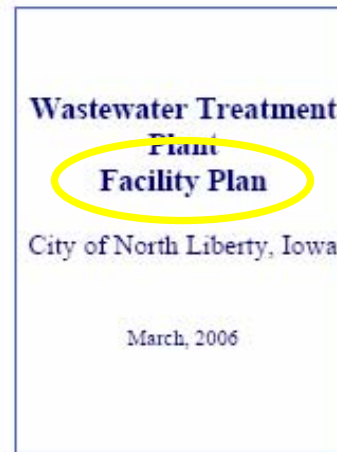 Wastewater Treatment
Plant
Facility Plan
City of North Liberty, Iowa
March, 2006